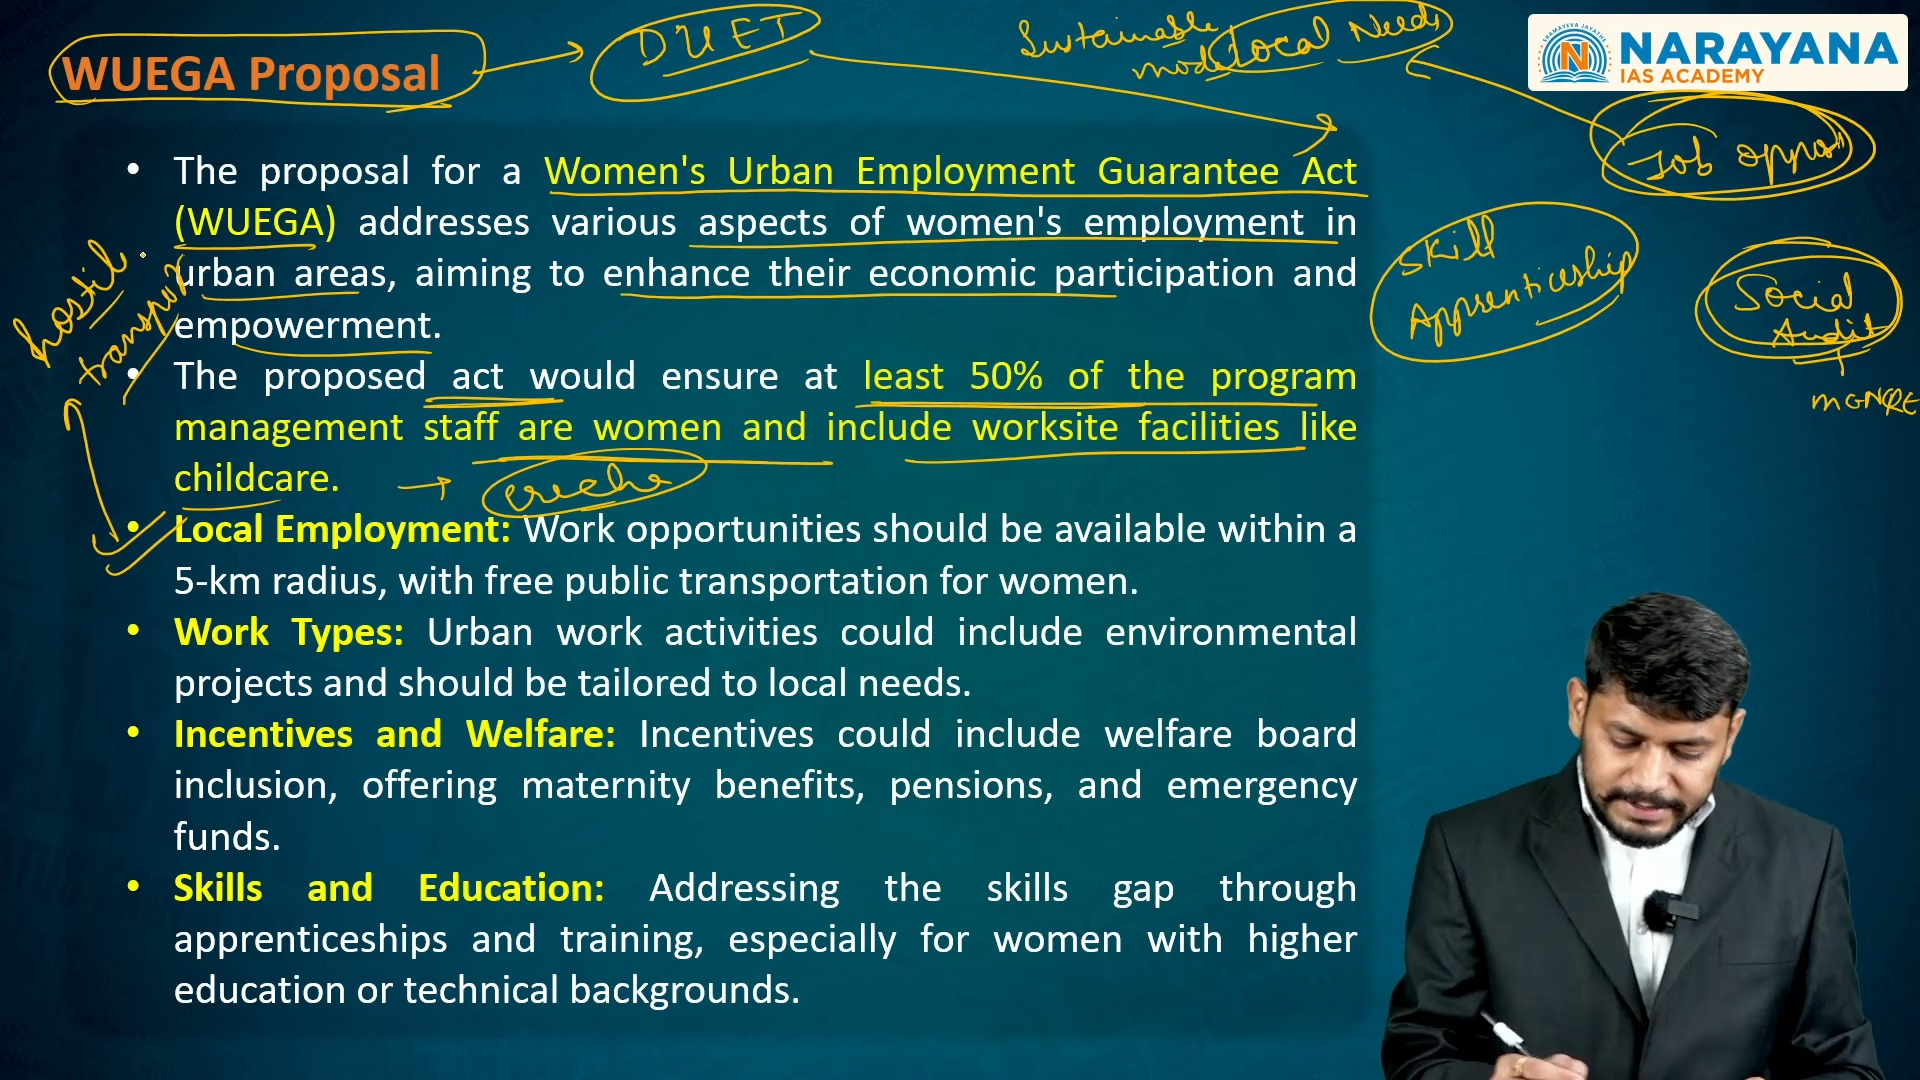 WUEGA Proposal
DUET
Sustainable
model
Local Needs
NARAYANA
IAS ACADEMY
Job oppor
• The proposal for a Women's Urban Employment Guarantee Act
(WUEGA) addresses various aspects of women's employment in
urban areas, aiming to enhance their economic participation and
empowerment.
hostile
transport
Skill
Apprenticeship
Social
Audit
MGNRE
• The proposed act would ensure at least 50% of the program
management staff are women and include worksite facilities like
childcare.
creche
• Local Employment: Work opportunities should be available within a
5-km radius, with free public transportation for women.
• Work Types: Urban work activities could include environmental
projects and should be tailored to local needs.
• Incentives and Welfare: Incentives could include welfare board
inclusion, offering maternity benefits, pensions, and emergency
funds.
• Skills and Education: Addressing the skills gap through
apprenticeships and training, especially for women with higher
education or technical backgrounds.